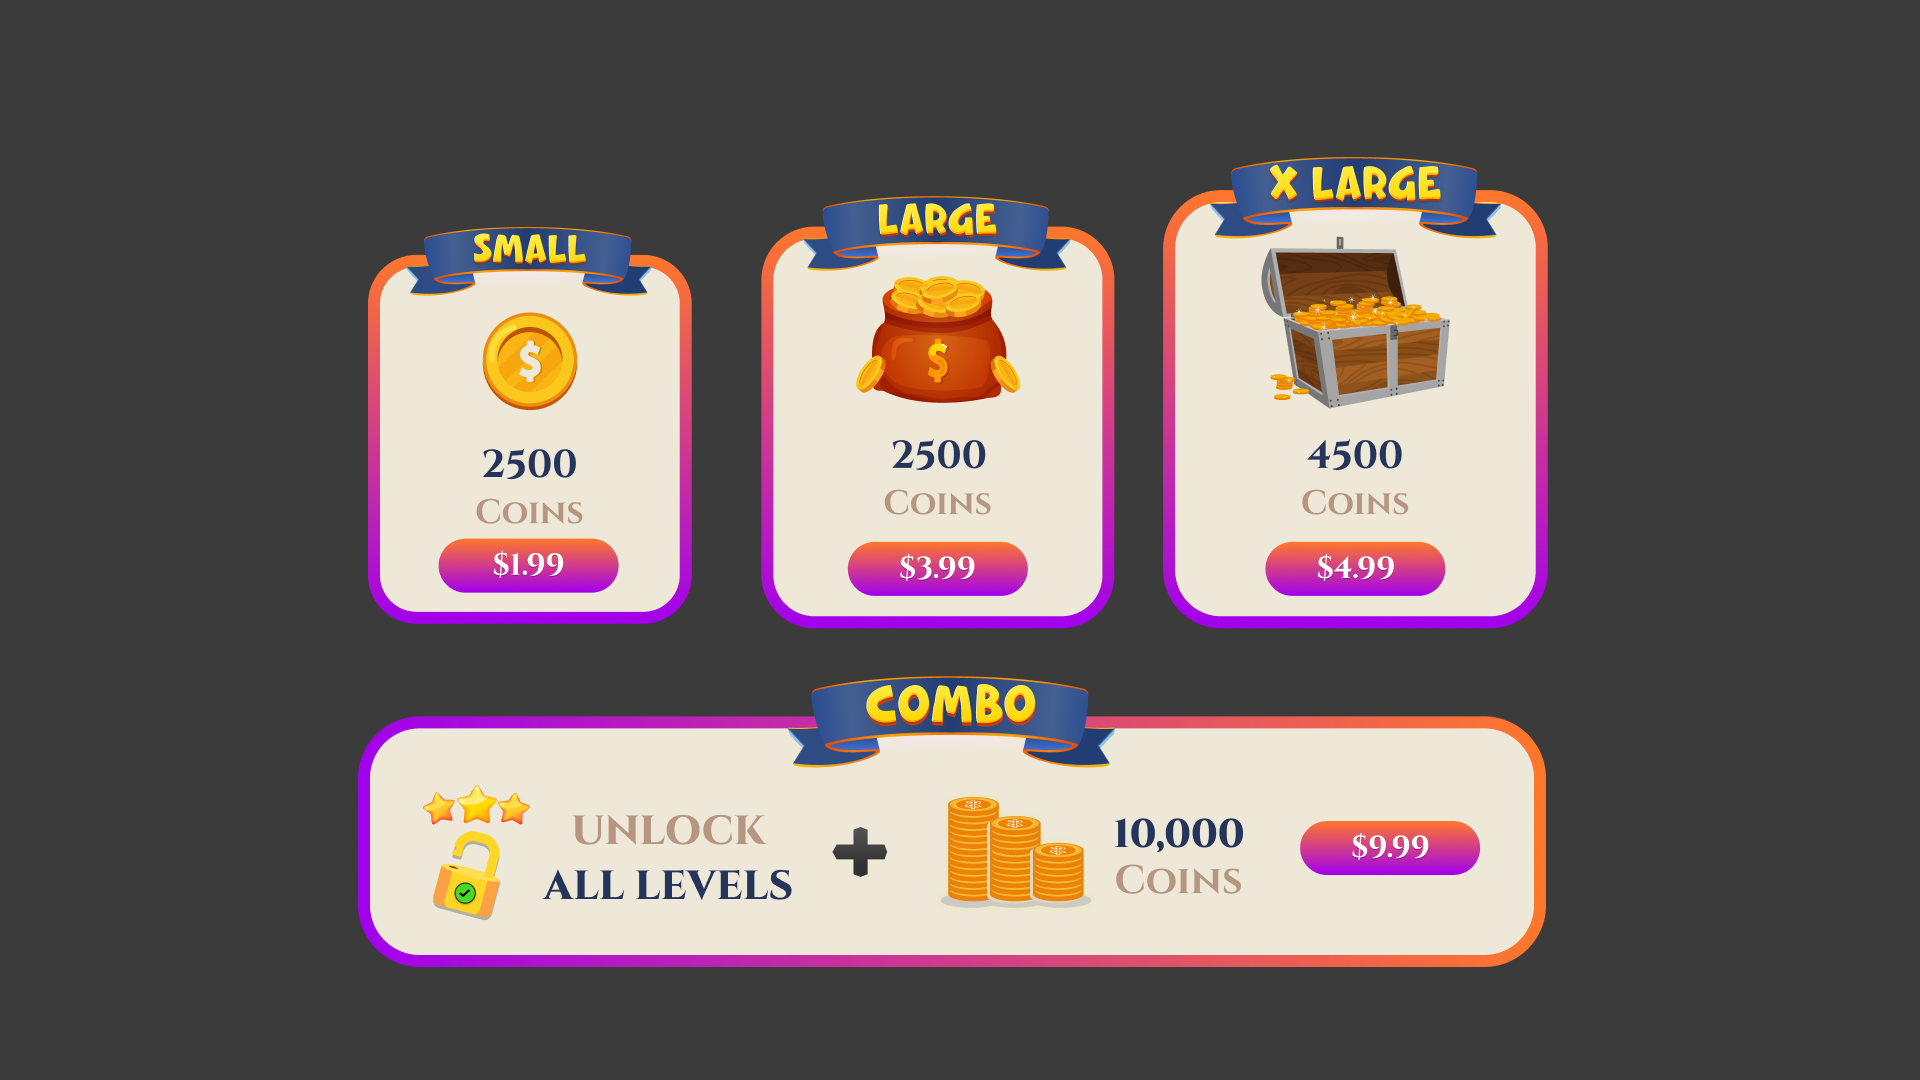 SMALL
$
2500
Coins
$1.99
LARGE
$
2500
Coins
$3.99
X LARGE
4500
Coins
$4.99
COMBO
UNLOCK
ALL LEVELS
10,000
Coins
$9.99